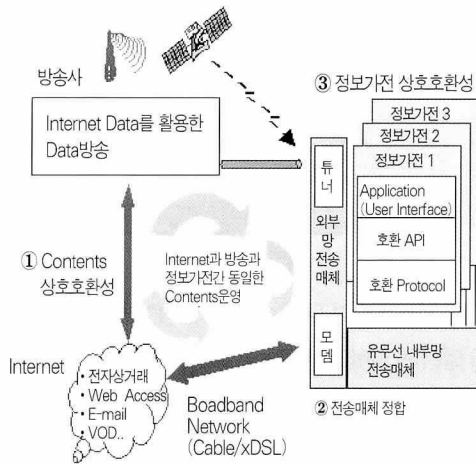 방송사
Internet Data를 활용한
Data방송
① Contents
상호호환성
Internet과 방송과
정보가전간 동일한
Contents운영
Internet
• 전자상거래
• Web Access
• E-mail
• VOD..
Boadband
Network
(Cable/xDSL)
③ 정보가전 상호호환성
정보가전 3
정보가전 2
정보가전 1
Application
(User Interface)
호환 API
호환 Protocol
튜
너
외부
망
전송
매체
모
뎀
유무선 내부망
전송매체
② 전송매체 정합